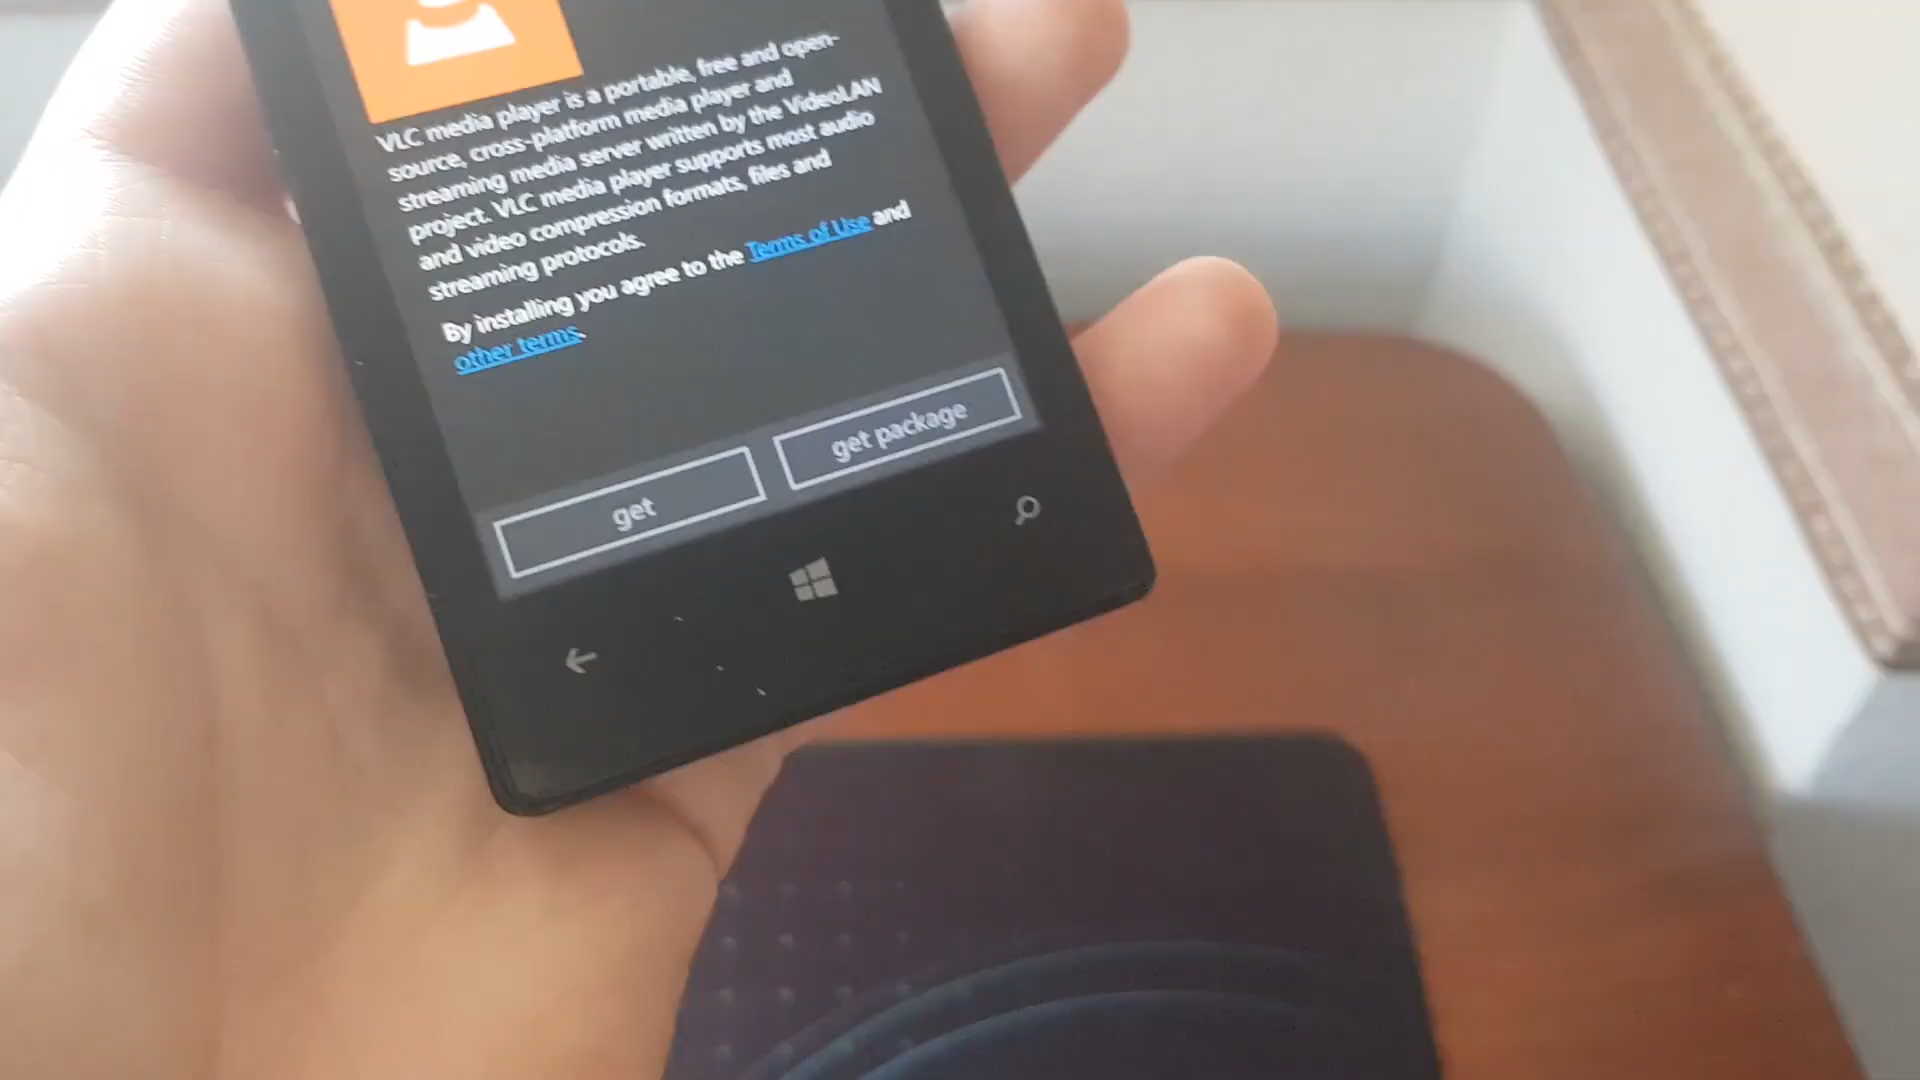 VLC media player is a portable, free and open-
source, cross-platform media player and
streaming media server written by the VideoLAN
project. VLC media player supports most audio
and video compression formats, files and
streaming protocols.
By installing you agree to the Terms of Use and
other terms.
get
get package